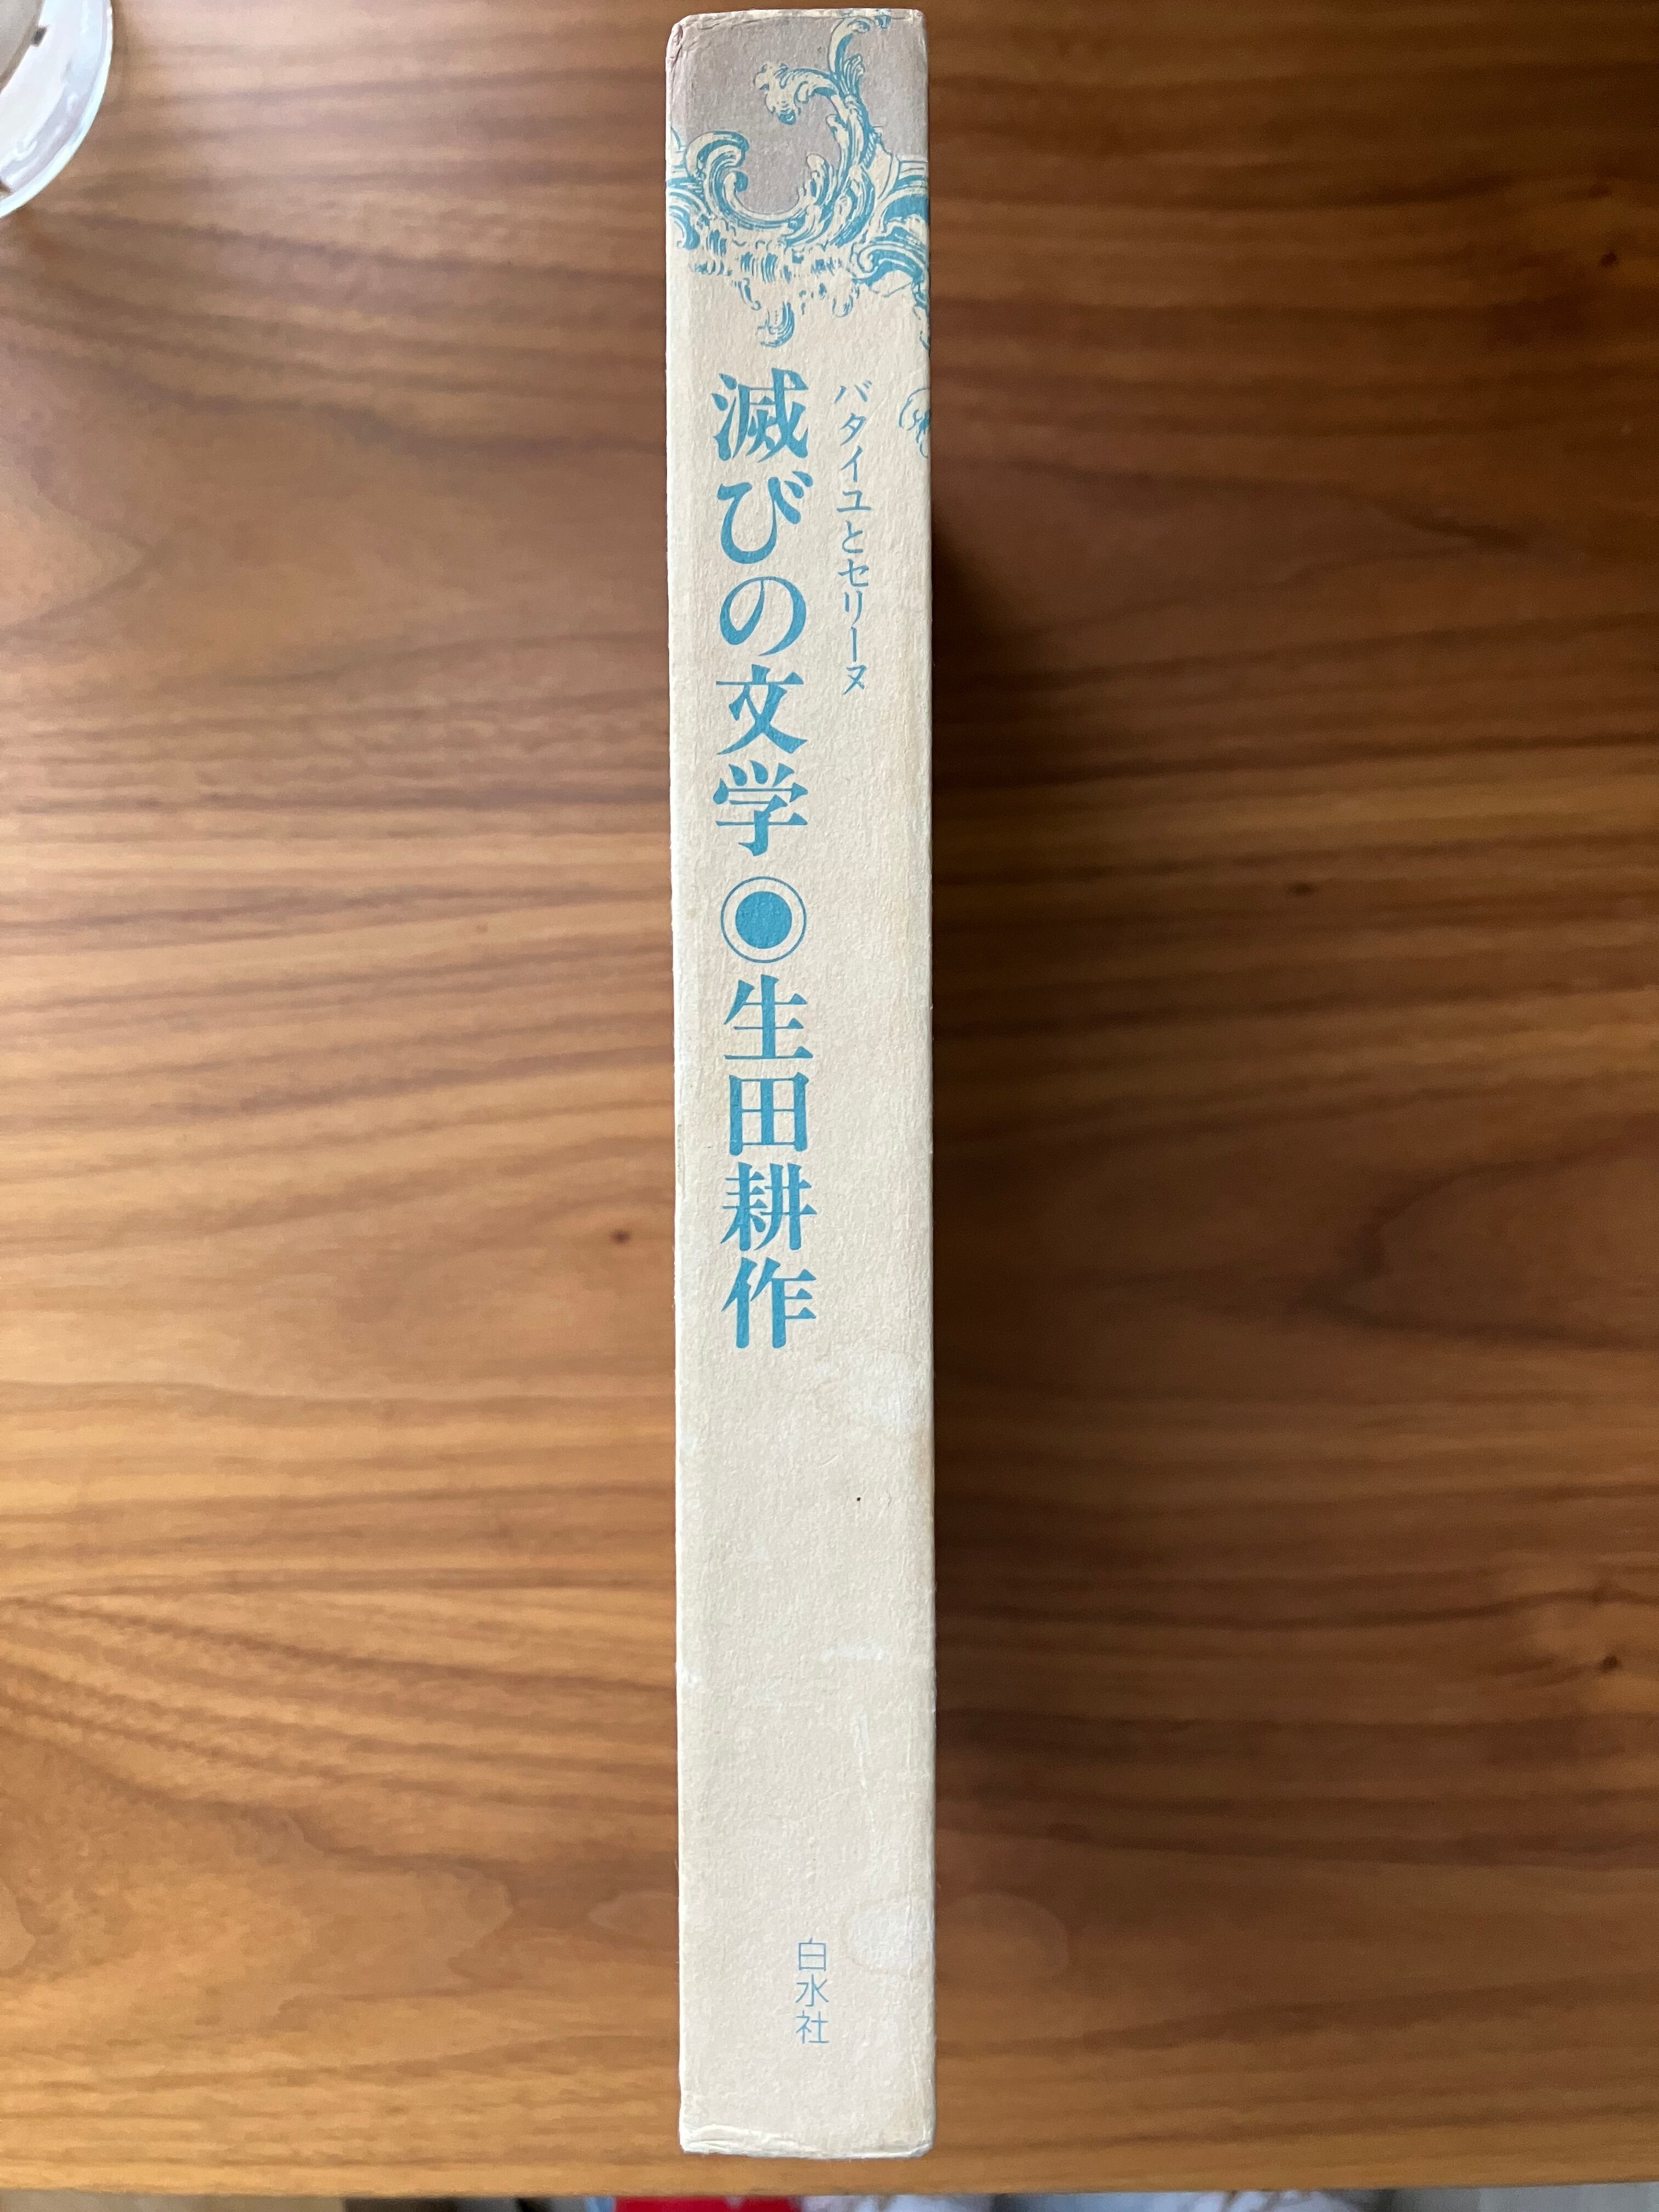 バタイユとセリーヌ
滅びの文学◉生田耕作
白水社